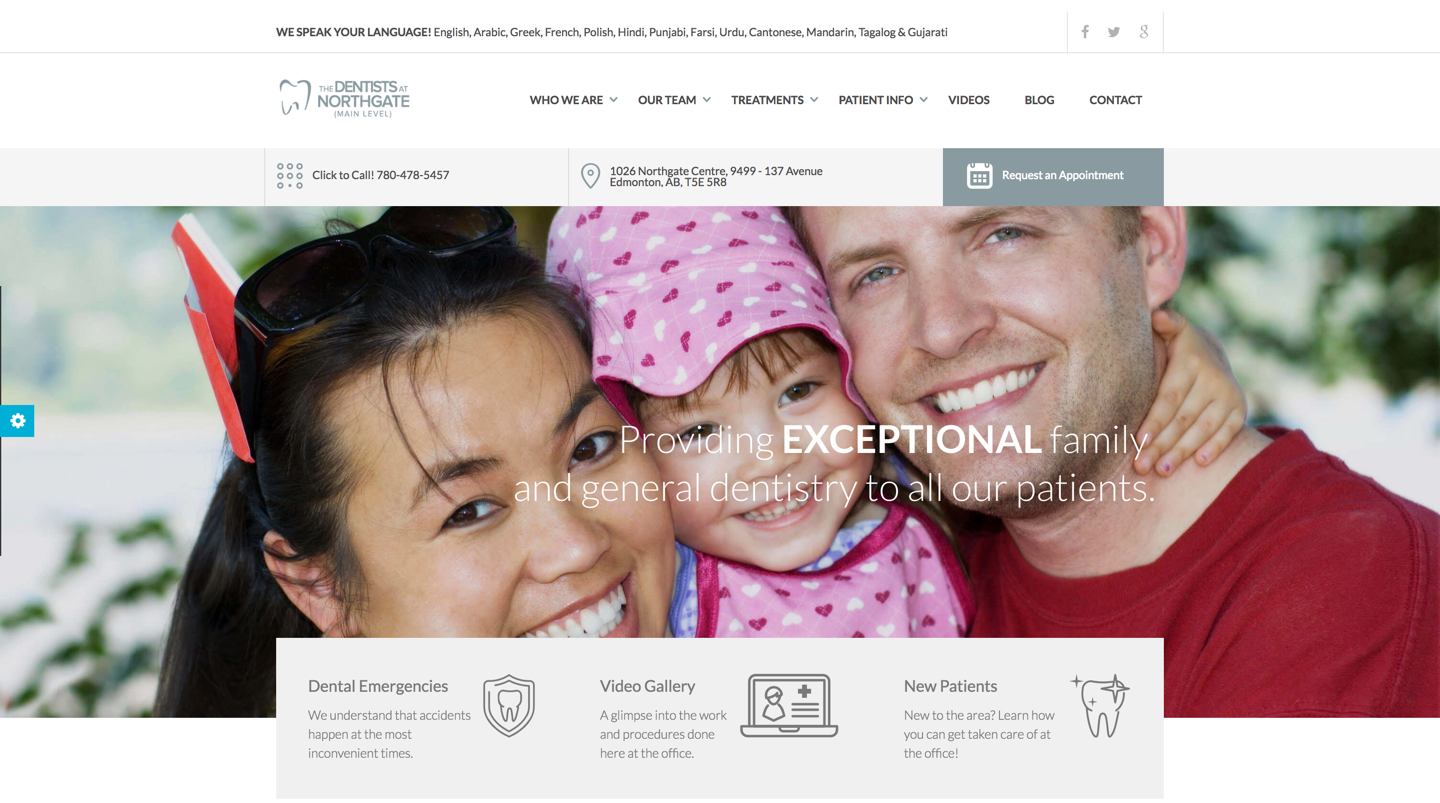 WE SPEAK YOUR LANGUAGE! English, Arabic, Greek, French, Polish, Hindi, Punjabi, Farsi, Urdu, Cantonese, Mandarin, Tagalog & Gujarati
THE DENTISTS AT
NORTHGATE
(MAIN LEVEL)
WHO WE ARE
OUR TEAM
TREATMENTS
PATIENT INFO
VIDEOS
BLOG
CONTACT
Click to Call! 780-478-5457
1026 Northgate Centre, 9499 - 137 Avenue
Edmonton, AB, T5E 5R8
Request an Appointment
Providing EXCEPTIONAL family
and general dentistry to all our patients.
Dental Emergencies
We understand that accidents
happen at the most
inconvenient times.
Video Gallery
A glimpse into the work
and procedures done
here at the office.
New Patients
New to the area? Learn how
you can get taken care of at
the office!